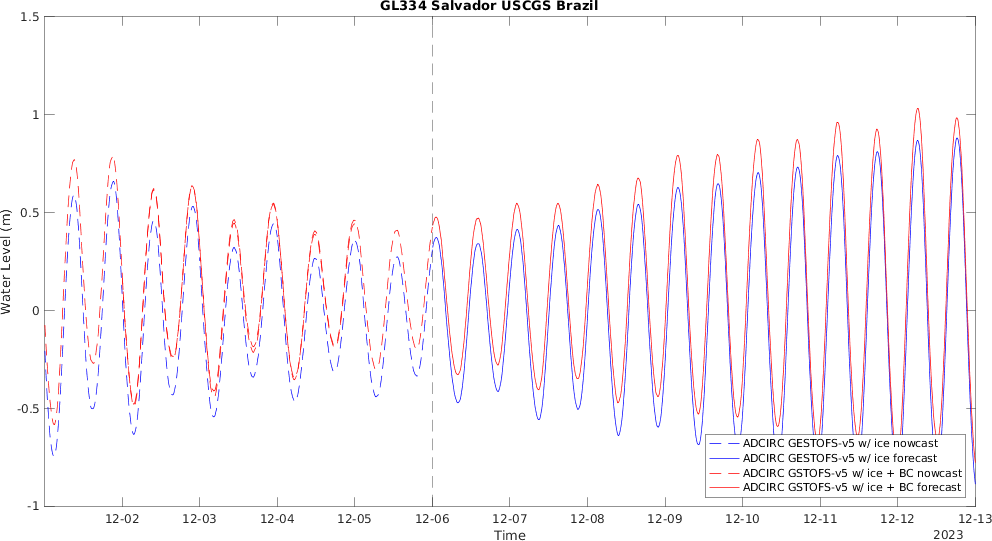 GL334 Salvador USCGS Brazil
1.5
1
0.5
0
-0.5
-1
Water Level (m)
12-02 12-03 12-04 12-05 12-06 12-07 12-08 12-09 12-10 12-11 12-12 12-13
Time
2023
ADCIRC GESTOFS-v5 w/ ice nowcast
ADCIRC GESTOFS-v5 w/ ice forecast
ADCIRC GSTOFS-v5 w/ ice + BC nowcast
ADCIRC GSTOFS-v5 w/ ice + BC forecast